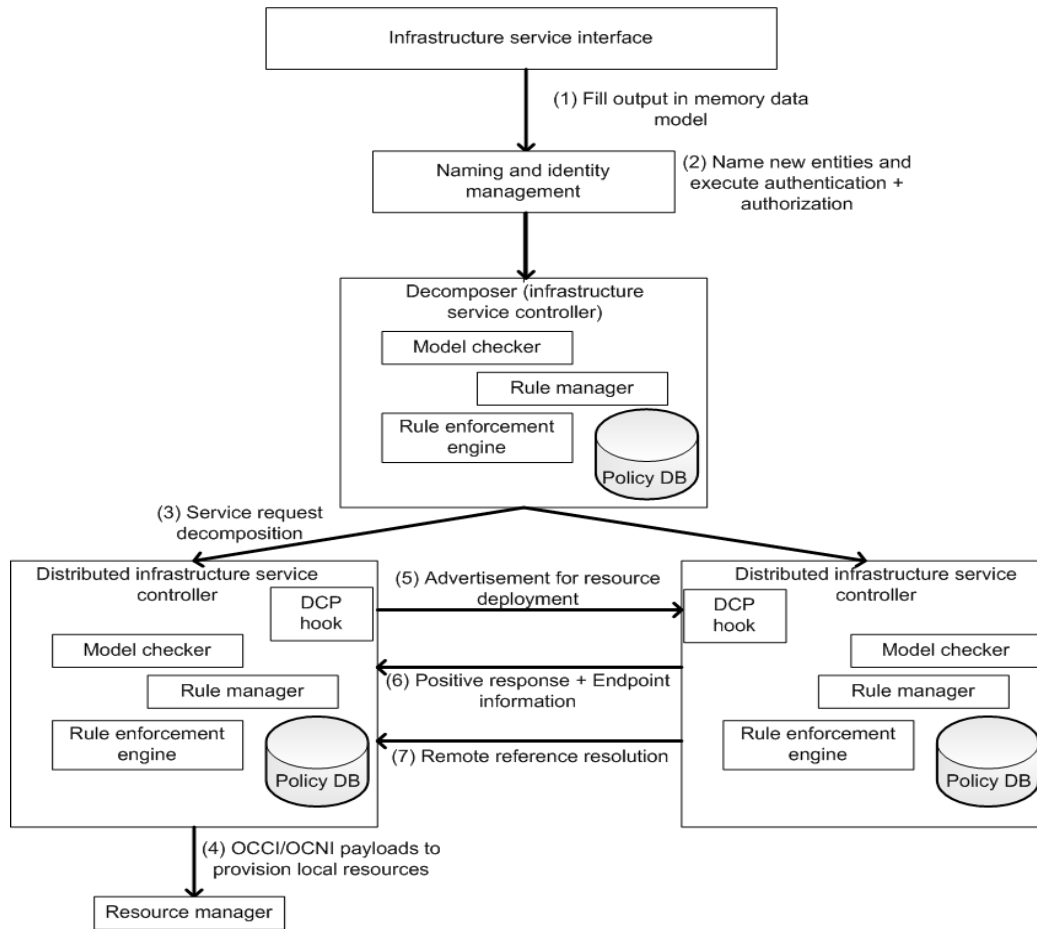 Infrastructure service interface
(1) Fill output in memory data
model
Naming and identity
management
(2) Name new entities and
execute authentication +
authorization
Decomposer (infrastructure
service controller)
Model checker
Rule manager
Rule enforcement
engine
Policy DB
(3) Service request
decomposition
Distributed infrastructure service
controller
DCP
hook
Model checker
Rule manager
Rule enforcement
engine
Policy DB
(5) Advertisement for resource
deployment
(6) Positive response + Endpoint
information
(7) Remote reference resolution
Distributed infrastructure service
controller
DCP
hook
Model checker
Rule manager
Rule enforcement
engine
Policy DB
(4) OCCI/OCNI payloads to
provision local resources
Resource manager